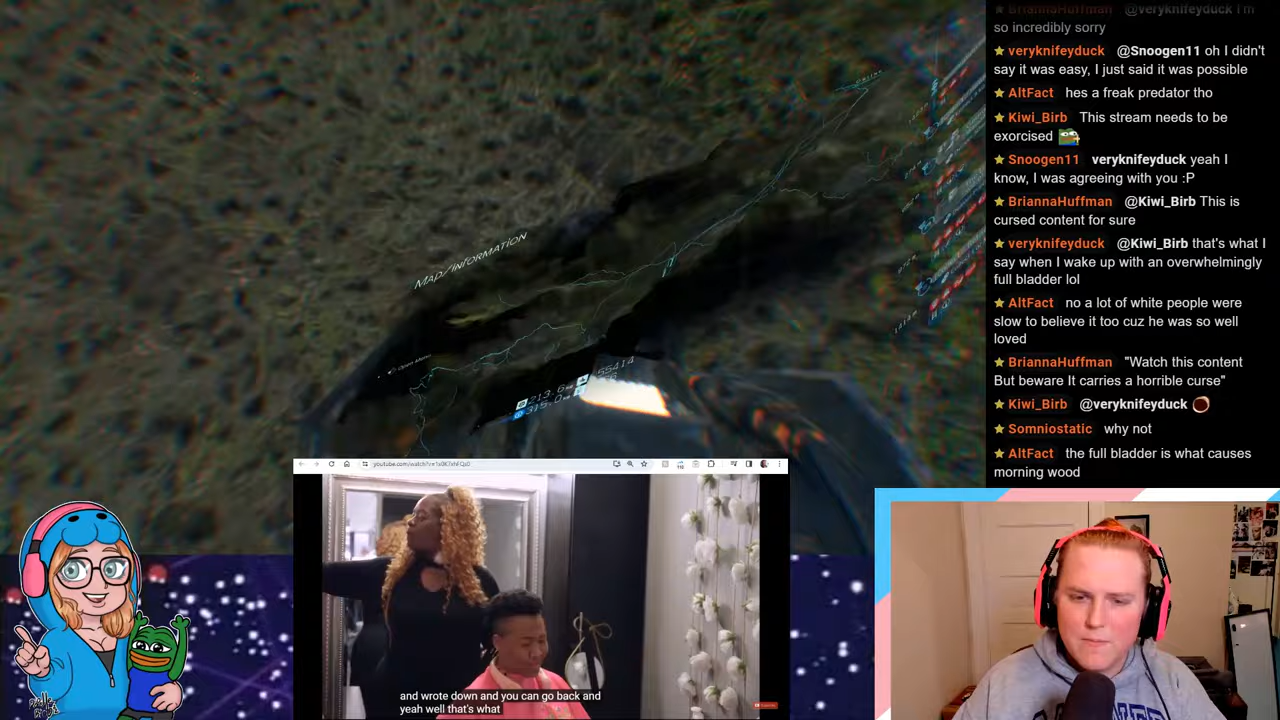 so incredibly sorry
veryknifeyduck @Snoogen11 oh I didn't
say it was easy, I just said it was possible
AltFact hes a freak predator tho
Kiwi_Birb This stream needs to be
exorcised
Snoogen11 veryknifeyduck yeah I
know, I was agreeing with you :P
BriannaHuffman @Kiwi_Birb This is
cursed content for sure
veryknifeyduck @Kiwi_Birb that's what I
say when I wake up with an overwhelmingly
full bladder lol
AltFact no a lot of white people were
slow to believe it too cuz he was so well
loved
BriannaHuffman "Watch this content
But beware It carries a horrible curse"
Kiwi_Birb @veryknifeyduck
Somniostatic why not
AltFact the full bladder is what causes
morning wood
MAP/INFORMATION
and wrote down and you can go back and
yeah well that's what